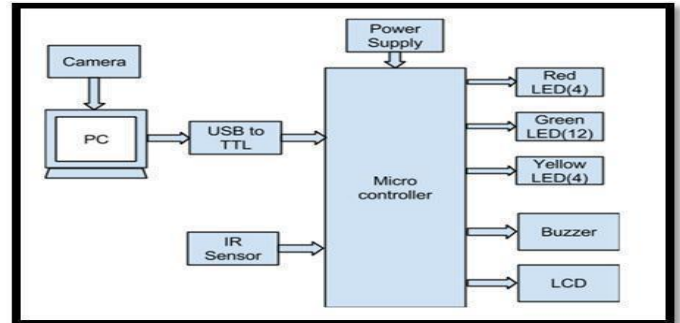 Power
Supply
Camera
PC
USB to
TTL
IR
Sensor
Micro
controller
Red
LED(4)
Green
LED(12)
Yellow
LED(4)
Buzzer
LCD